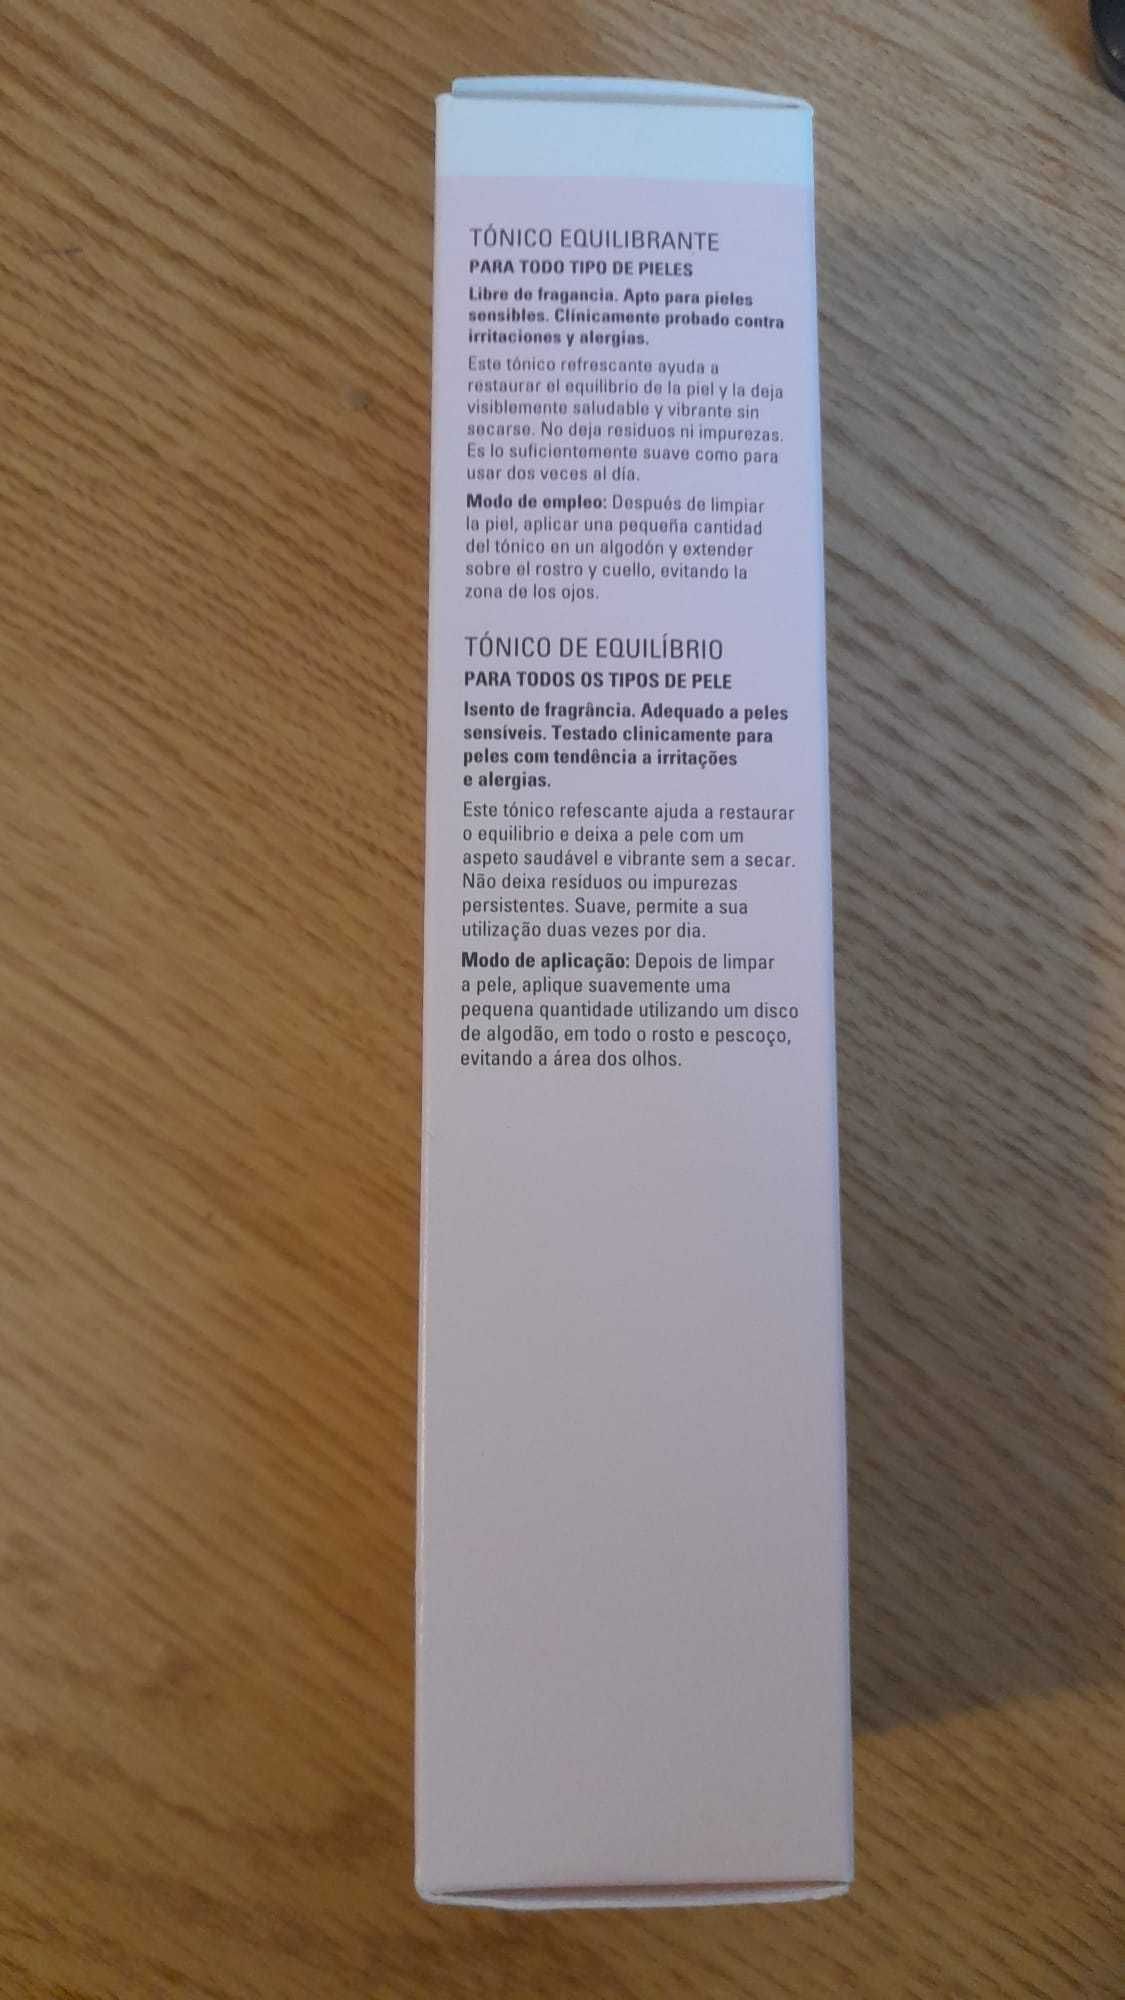 TÓNICO EQUILIBRANTE
PARA TODO TIPO DE PIELES
Libre de fragancia. Apto para pieles
sensibles. Clínicamente probado contra
irritaciones y alergias.
Este tónico refrescante ayuda a
restaurar el equilibrio de la piel y la deja
visiblemente saludable y vibrante sin
secarse. No deja residuos ni impurezas.
Es lo suficientemente suave como para
usar dos veces al día.
Modo de empleo: Después de limpiar
la piel, aplicar una pequeña cantidad
del tónico en un algodón y extender
sobre el rostro y cuello, evitando la
zona de los ojos.
TÓNICO DE EQUILÍBRIO
PARA TODOS OS TIPOS DE PELE
Isento de fragrância. Adequado a peles
sensíveis. Testado clinicamente para
peles com tendência a irritações
e alergias.
Este tónico refescante ajuda a restaurar
o equilibrio e deixa a pele com um
aspeto saudável e vibrante sem a secar.
Não deixa resíduos ou impurezas
persistentes. Suave, permite a sua
utilização duas vezes por dia.
Modo de aplicação: Depois de limpar
a pele, aplique suavemente uma
pequena quantidade utilizando um disco
de algodão, em todo o rosto e pescoço,
evitando a área dos olhos.